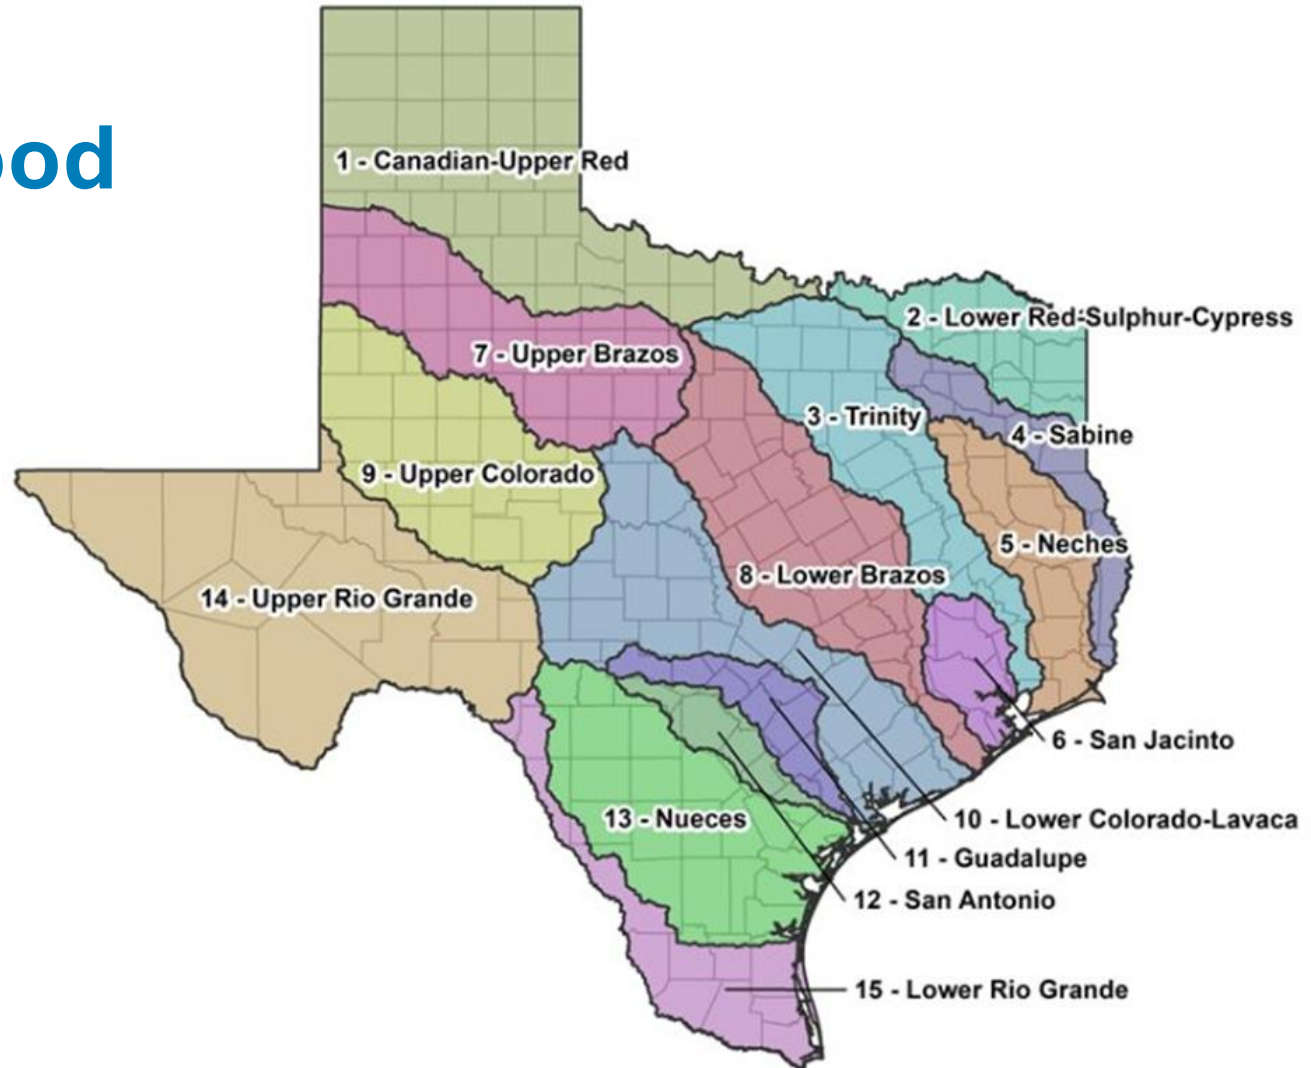 ood
1 - Canadian-Upper Red
2 - Lower Red-Sulphur-Cypress
7 - Upper Brazos
3 - Trinity
4 - Sabine
9 - Upper Colorado
5 - Neches
8 - Lower Brazos
14 - Upper Rio Grande
6 - San Jacinto
13 - Nueces
10 - Lower Colorado-Lavaca
11 - Guadalupe
12 - San Antonio
15 - Lower Rio Grande